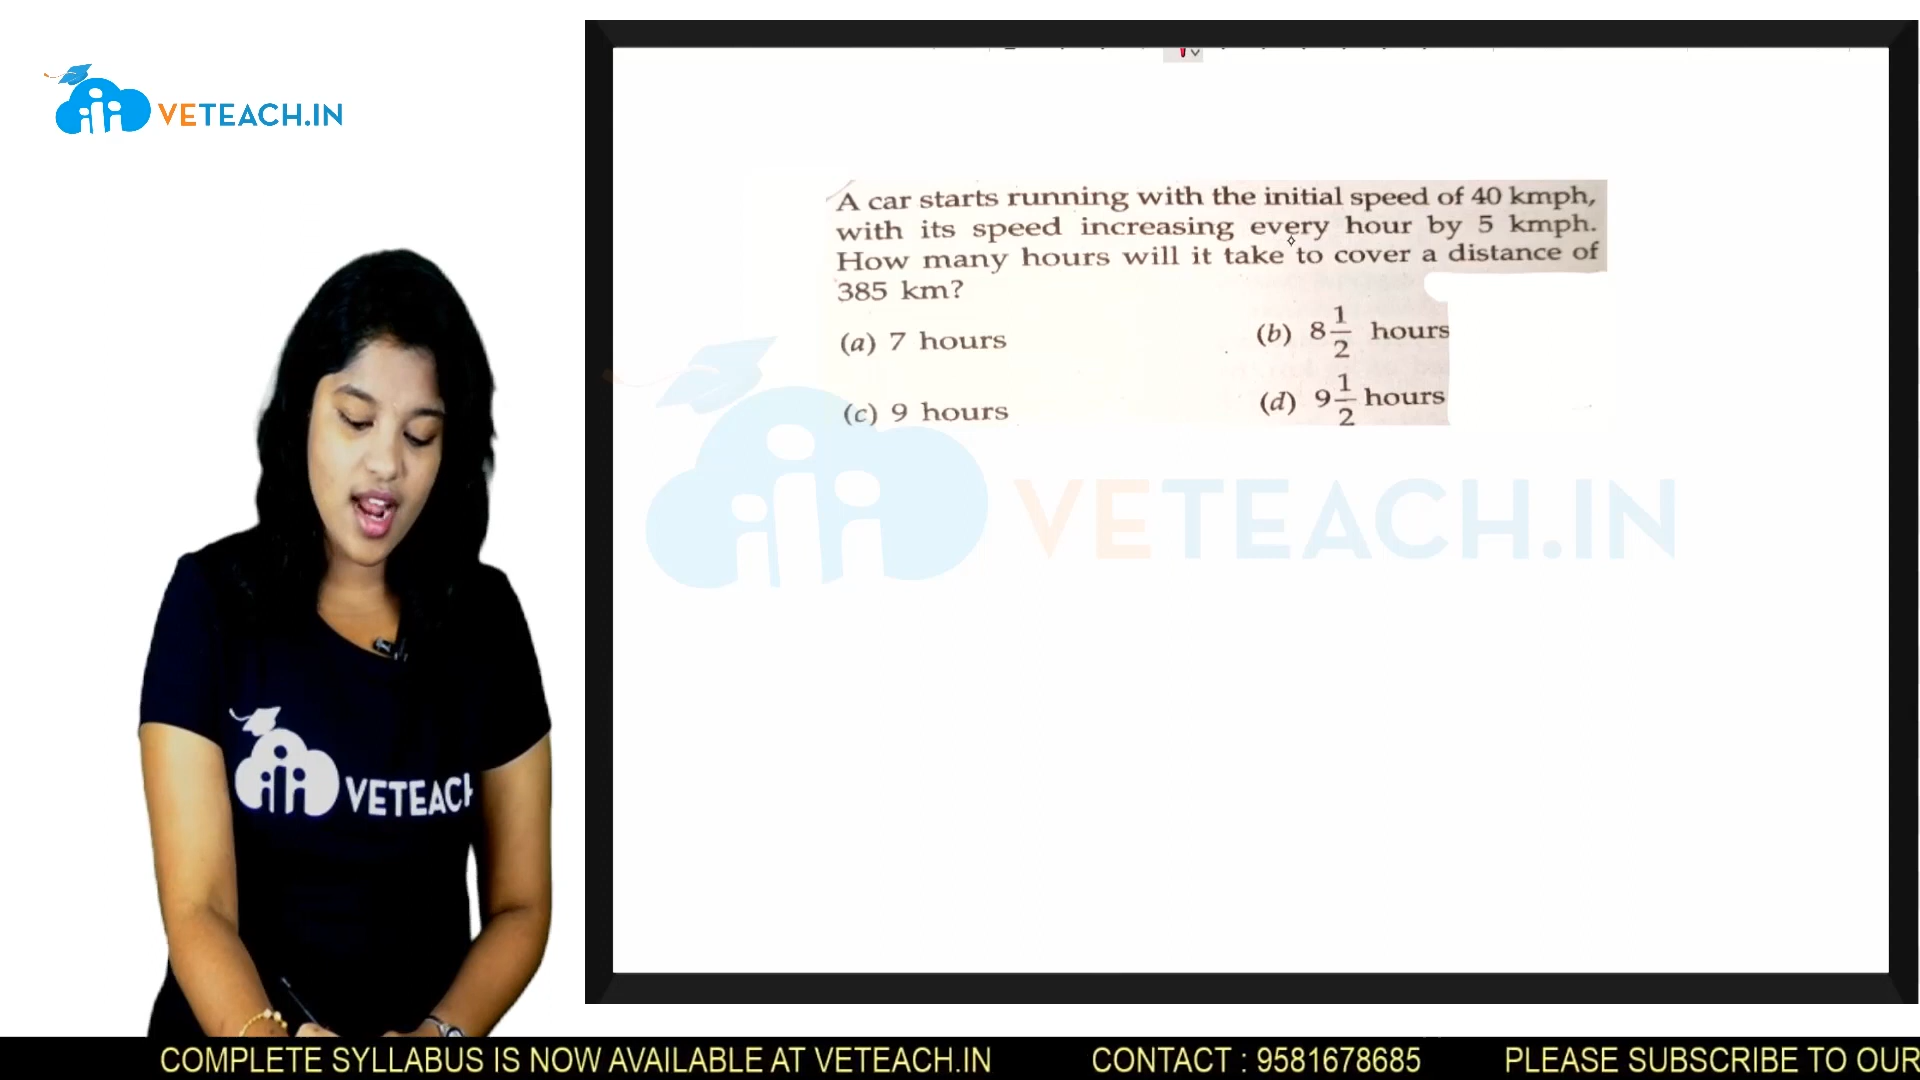 VETEACH.IN
A car starts running with the initial speed of 40 kmph,
with its speed increasing every hour by 5 kmph.
How many hours will it take to cover a distance of
385 km?
(a) 7 hours
(b) 8 1/2 hours
(c) 9 hours
(d) 9 1/2 hours
VETEACH.IN
VETEACH
COMPLETE SYLLABUS IS NOW AVAILABLE AT VETEACH.IN CONTACT : 9581678685 PLEASE SUBSCRIBE TO OUR